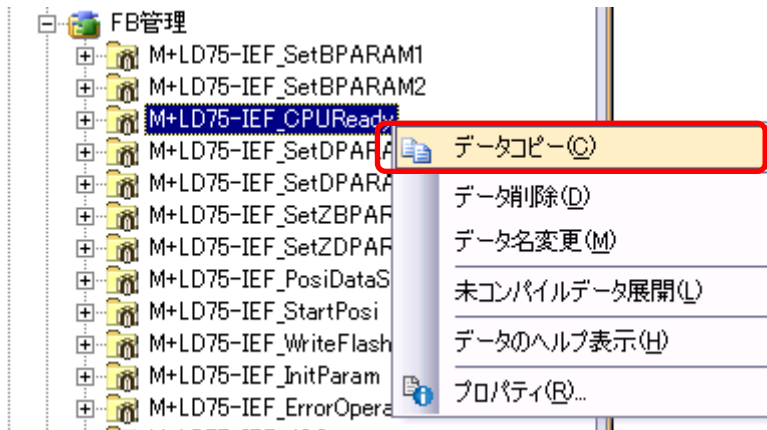 FB管理
M+LD75-IEF_SetBPARAM1
M+LD75-IEF_SetBPARAM2
M+LD75-IEF_CPUReady
M+LD75-IEF_SetDPARA
M+LD75-IEF_SetDPARA
M+LD75-IEF_SetZBPAR
M+LD75-IEF_SetZDPAR
M+LD75-IEF_PosiDataS
M+LD75-IEF_StartPosi
M+LD75-IEF_WriteFlash
M+LD75-IEF_InitParam
M+LD75-IEF_ErrorOpera
データコピー(C)
データ削除(D)
データ名変更(M)
未コンパイルデータ展開(L)
データのヘルプ表示(H)
プロパティ(R)...